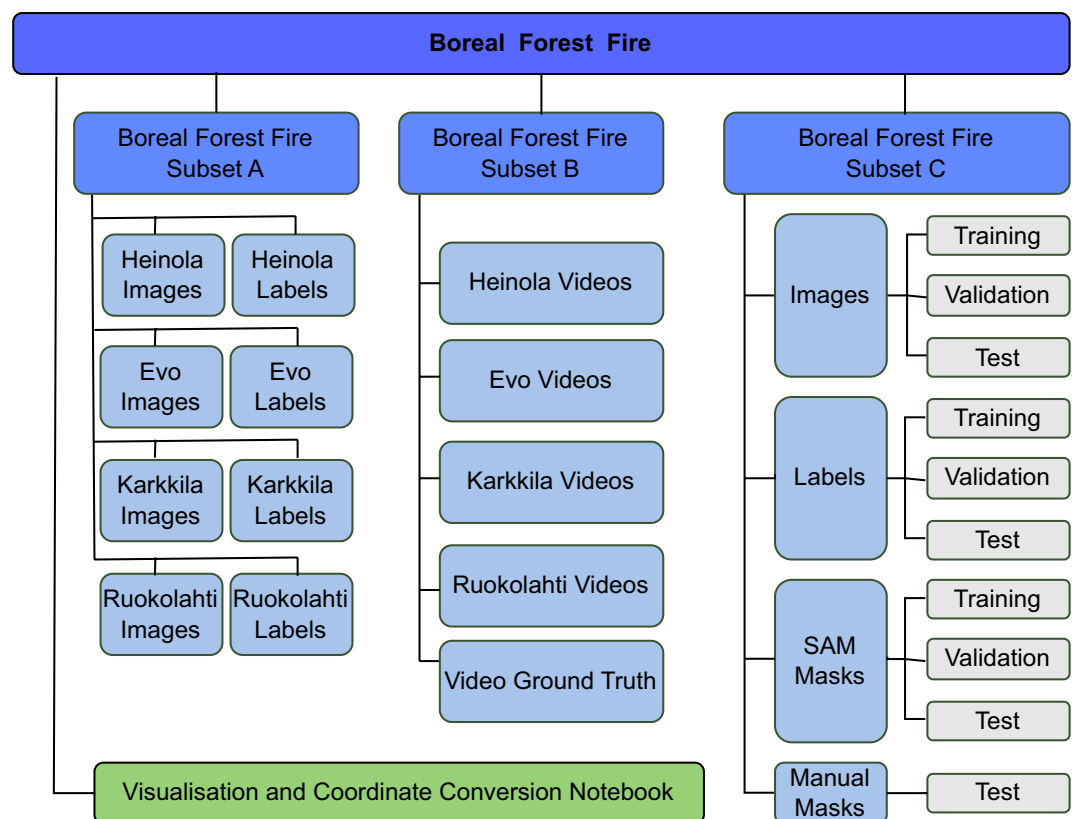 Boreal Forest Fire
Boreal Forest Fire
Subset A
Heinola
Images
Heinola
Labels
Evo
Images
Evo
Labels
Karkkila
Images
Karkkila
Labels
Ruokolahti
Images
Ruokolahti
Labels
Boreal Forest Fire
Subset B
Heinola Videos
Evo Videos
Karkkila Videos
Ruokolahti Videos
Video Ground Truth
Boreal Forest Fire
Subset C
Images
Training
Validation
Test
Labels
Training
Validation
Test
SAM
Masks
Training
Validation
Test
Manual
Masks
Test
Visualisation and Coordinate Conversion Notebook